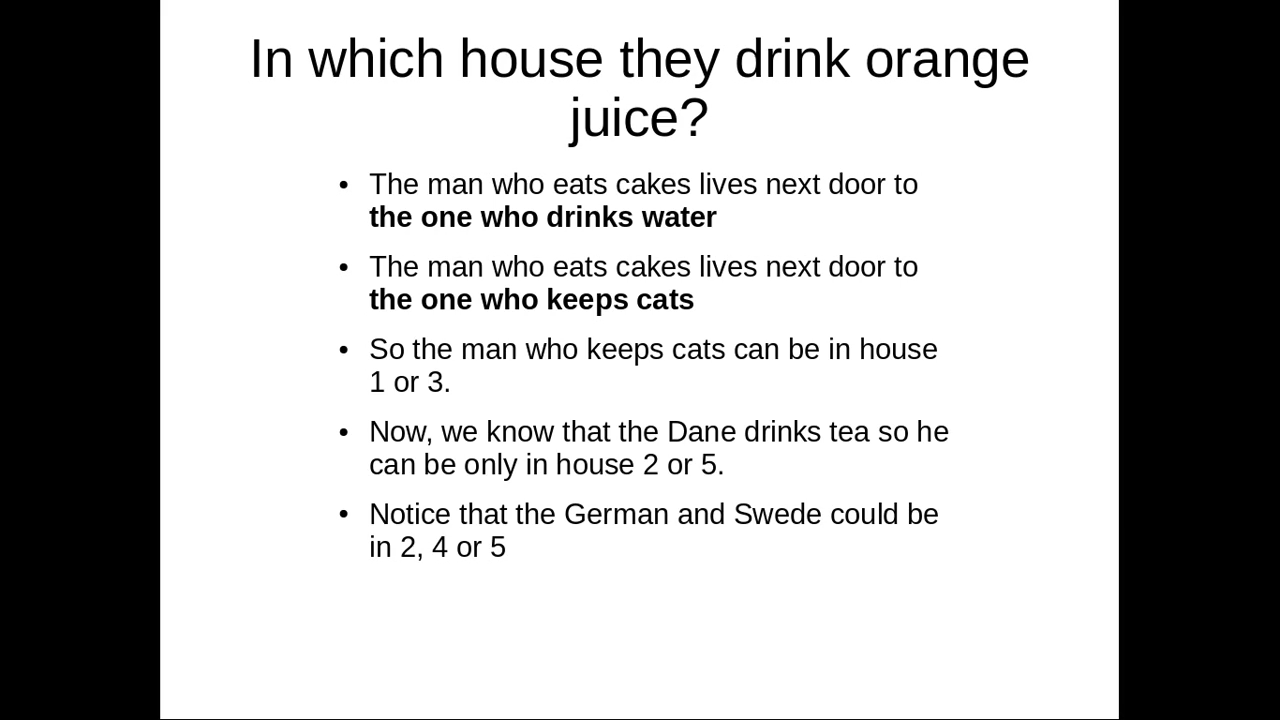 In which house they drink orange
juice?
• The man who eats cakes lives next door to
the one who drinks water
• The man who eats cakes lives next door to
the one who keeps cats
• So the man who keeps cats can be in house
1 or 3.
• Now, we know that the Dane drinks tea so he
can be only in house 2 or 5.
• Notice that the German and Swede could be
in 2, 4 or 5